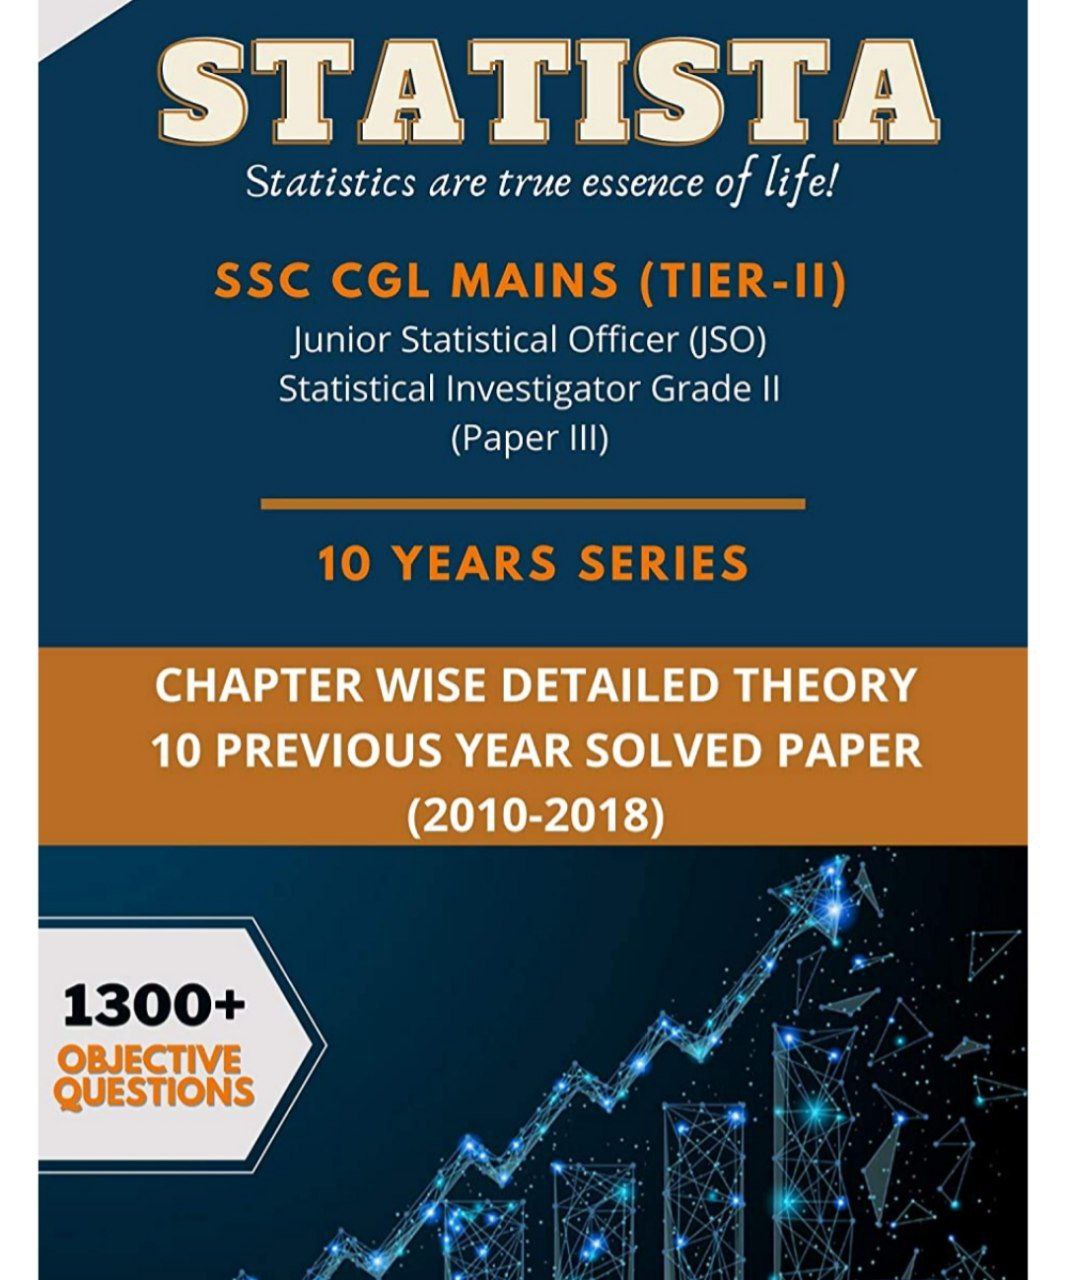 STATISTA
Statistics are true essence of life!
SSC CGL MAINS (TIER-II)
Junior Statistical Officer (JSO)
Statistical Investigator Grade II
(Paper III)
10 YEARS SERIES
CHAPTER WISE DETAILED THEORY
10 PREVIOUS YEAR SOLVED PAPER
(2010-2018)
1300+
OBJECTIVE
QUESTIONS